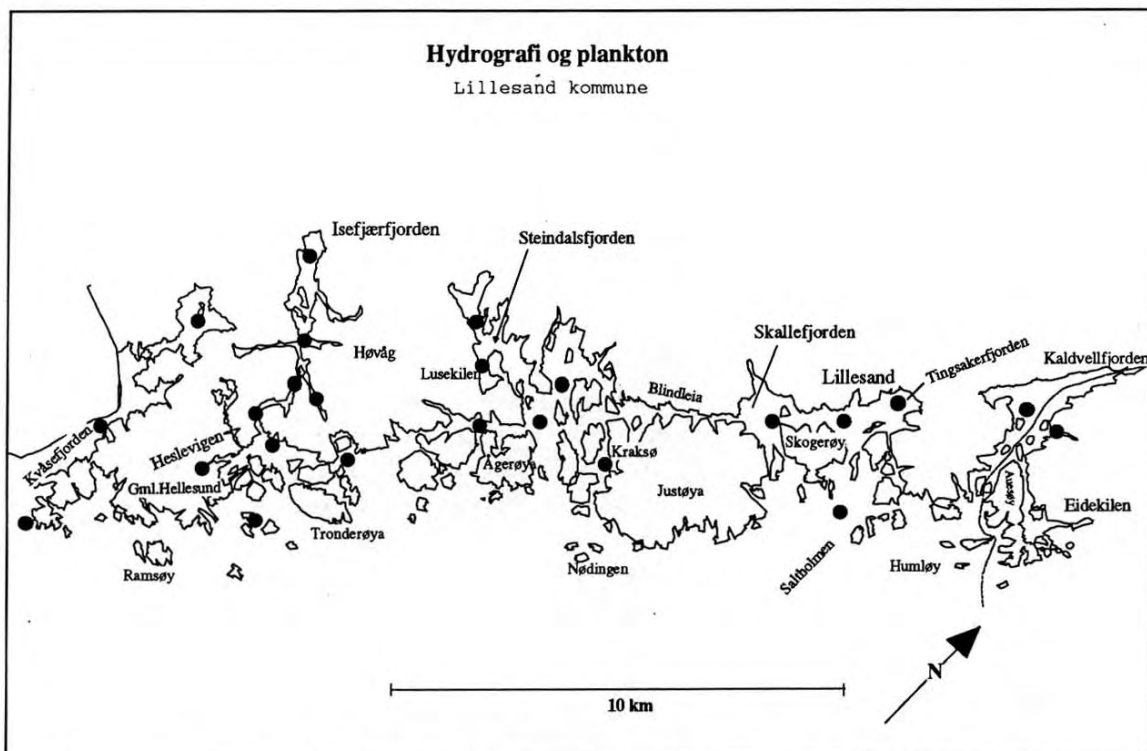 Hydrografi og plankton
Lillesand kommune
Isefjærfjorden
Steindalsfjorden
Skallefjorden
Kaldvellfjorden
Høvåg
Lusekilen
Blindleia
Lillesand
Tingsakerfjorden
Kvåsefjorden
Heslevigen
Skogerøy
Kraksø
Ågerøya
Justøya
Gml.Hellesund
Eidekilen
Tronderøya
Ramsøy
Nødingen
Saltholmen
Humløy
N
10 km